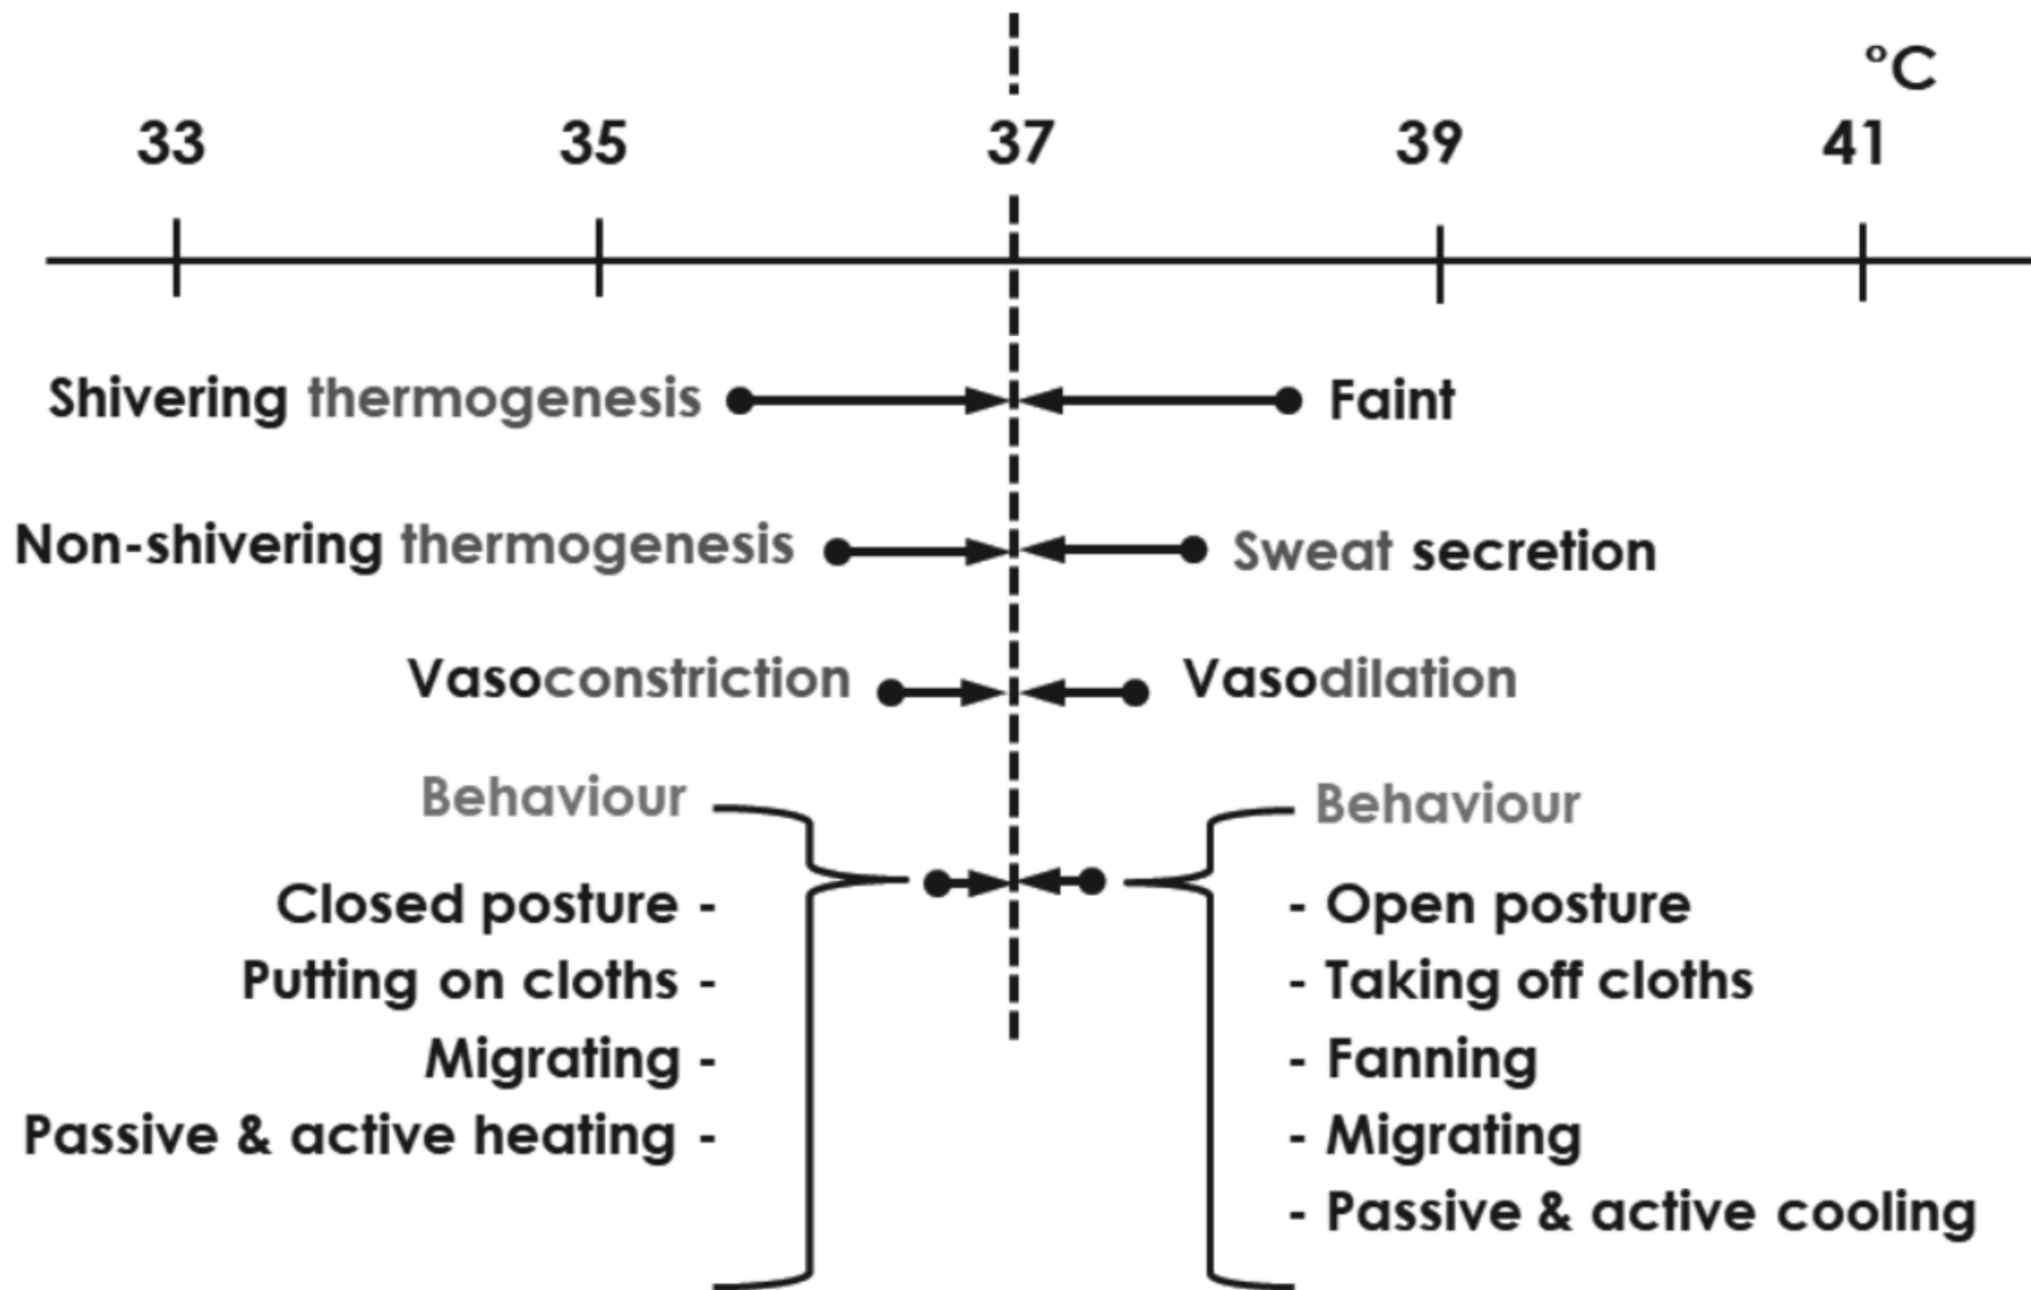 °C
33 35 37 39 41
Shivering thermogenesis Faint
Non-shivering thermogenesis Sweat secretion
Vasoconstriction Vasodilation
Behaviour Behaviour
Closed posture - - Open posture
Putting on cloths - - Taking off cloths
Migrating - - Fanning
Passive & active heating - - Migrating
- Passive & active cooling